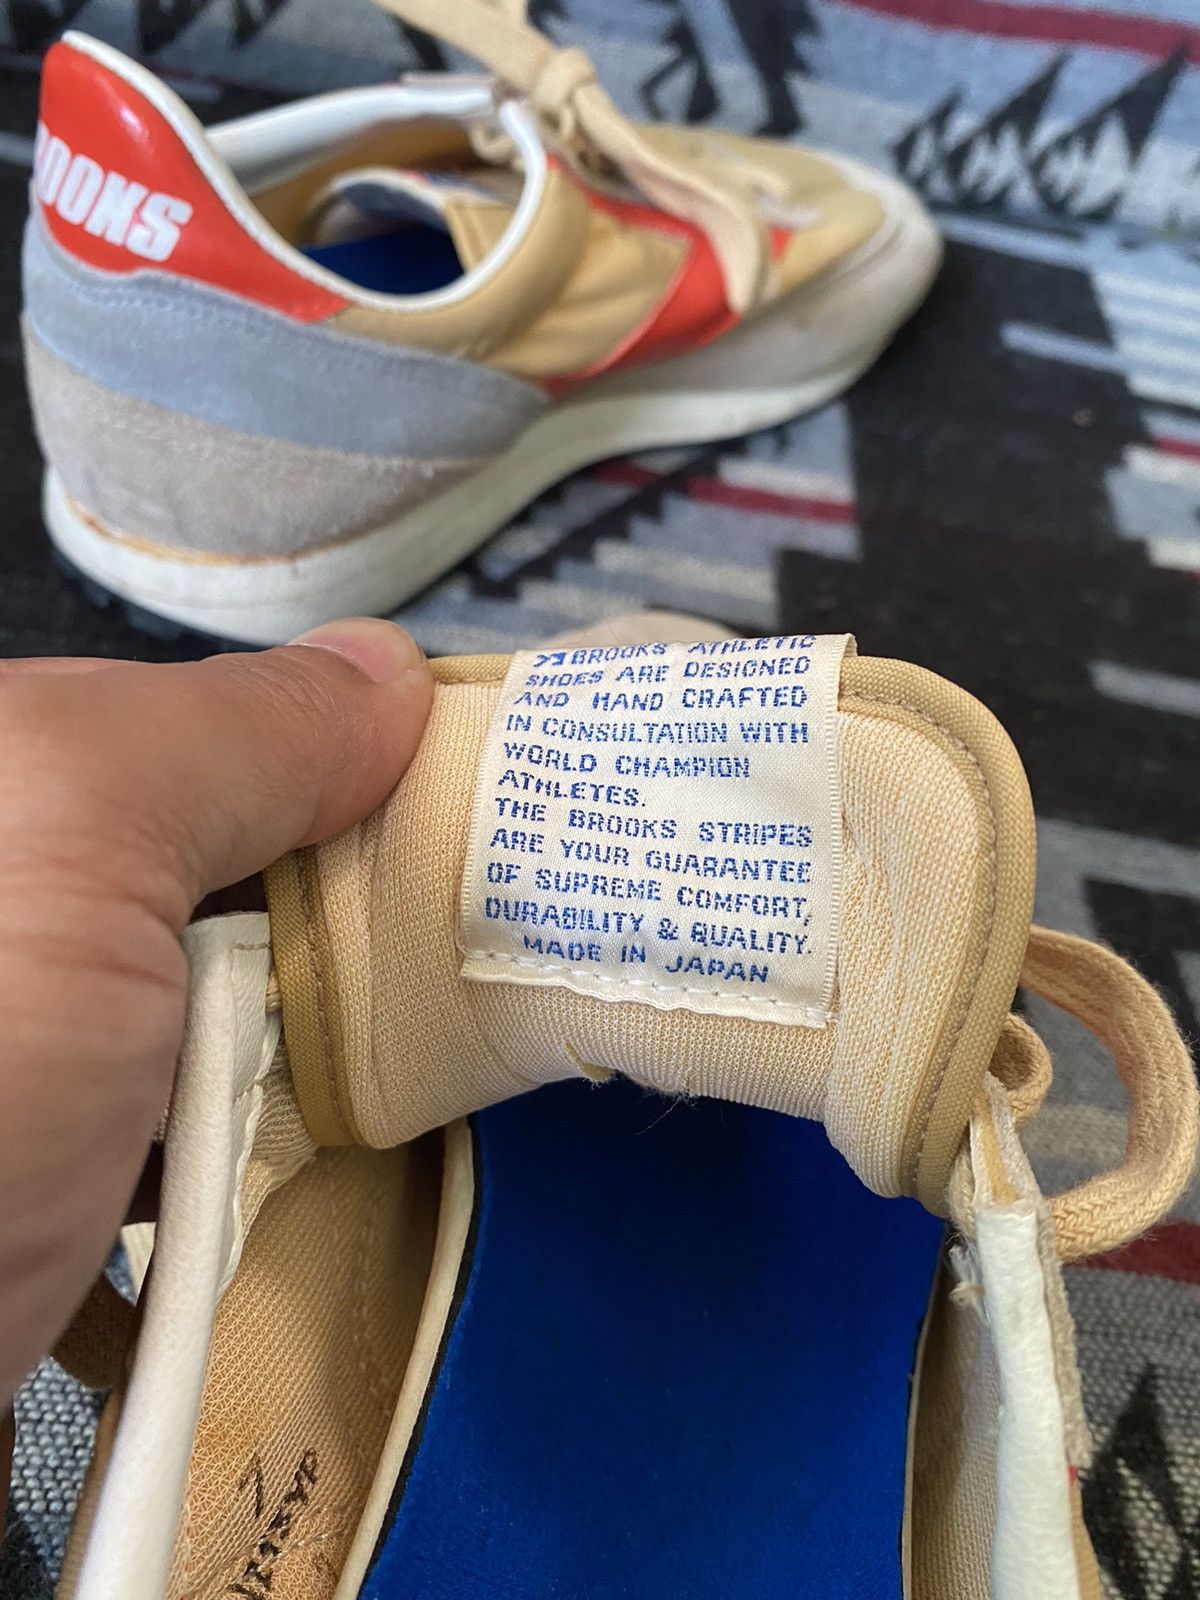 OOKS
BROOKS ATHLETIC
SHOES ARE DESIGNED
AND HAND CRAFTED
IN CONSULTATION WITH
WORLD CHAMPION
ATHLETES.
THE BROOKS STRIPES
ARE YOUR GUARANTEE
OF SUPREME COMFORT,
DURABILITY & QUALITY.
MADE IN JAPAN